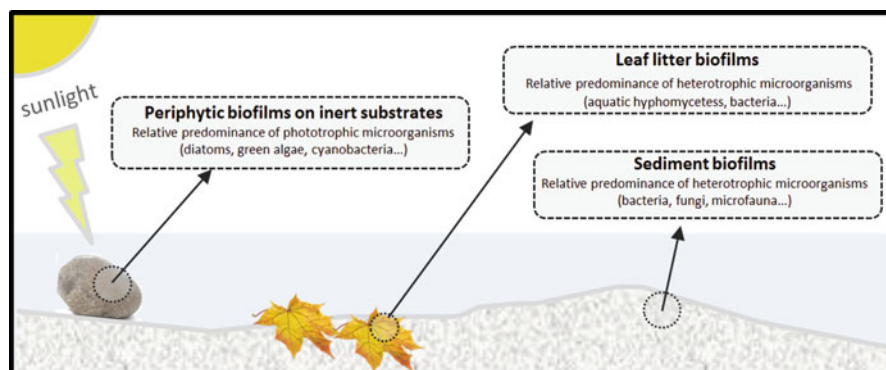 sunlight
Periphytic biofilms on inert substrates
Relative predominance of phototrophic microorganisms
(diatoms, green algae, cyanobacteria...)
Leaf litter biofilms
Relative predominance of heterotrophic microorganisms
(aquatic hyphomycetess, bacteria...)
Sediment biofilms
Relative predominance of heterotrophic microorganisms
(bacteria, fungi, microfauna...)